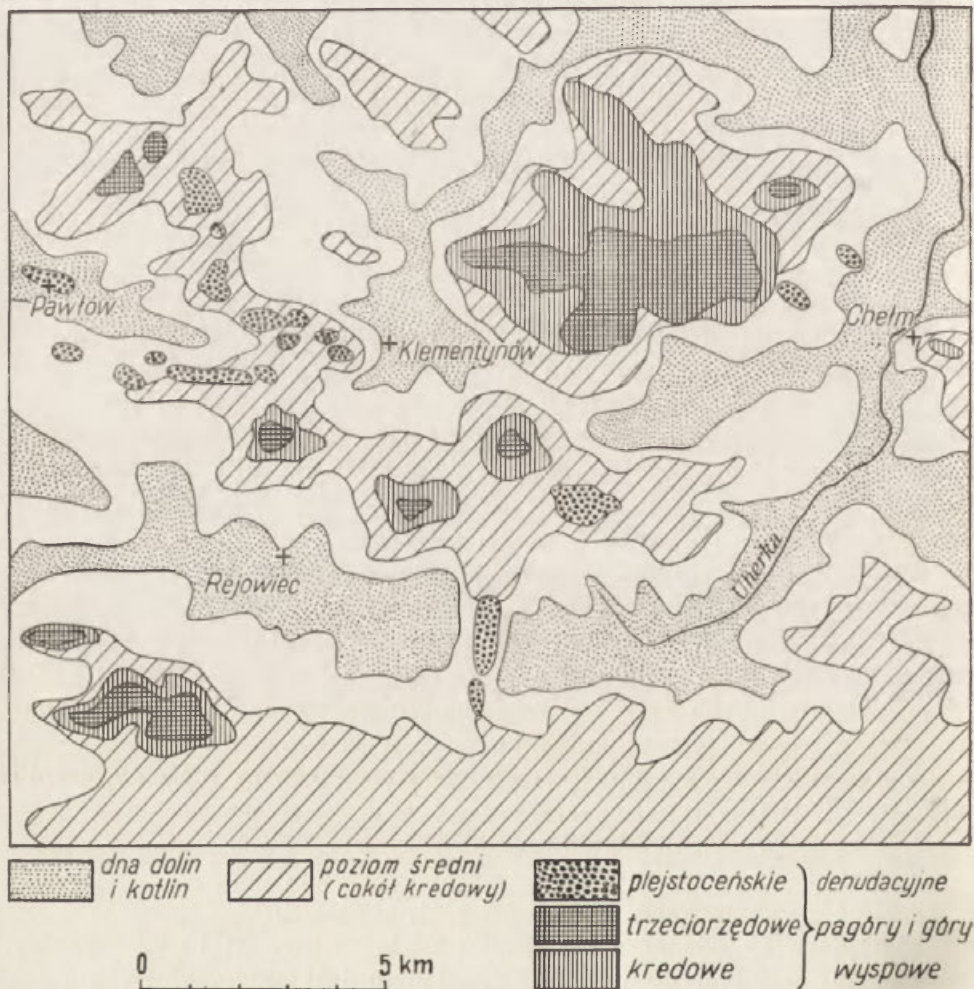 Pawłów
Klementynów
Chełm
Rejowiec
Uherka
dna dolin
i kotlin
poziom średni
(cokół kredowy)
plejstoceńskie
trzeciorzędowe
kredowe
denudacyjne
pagóry i góry
wyspowe
0 5 km